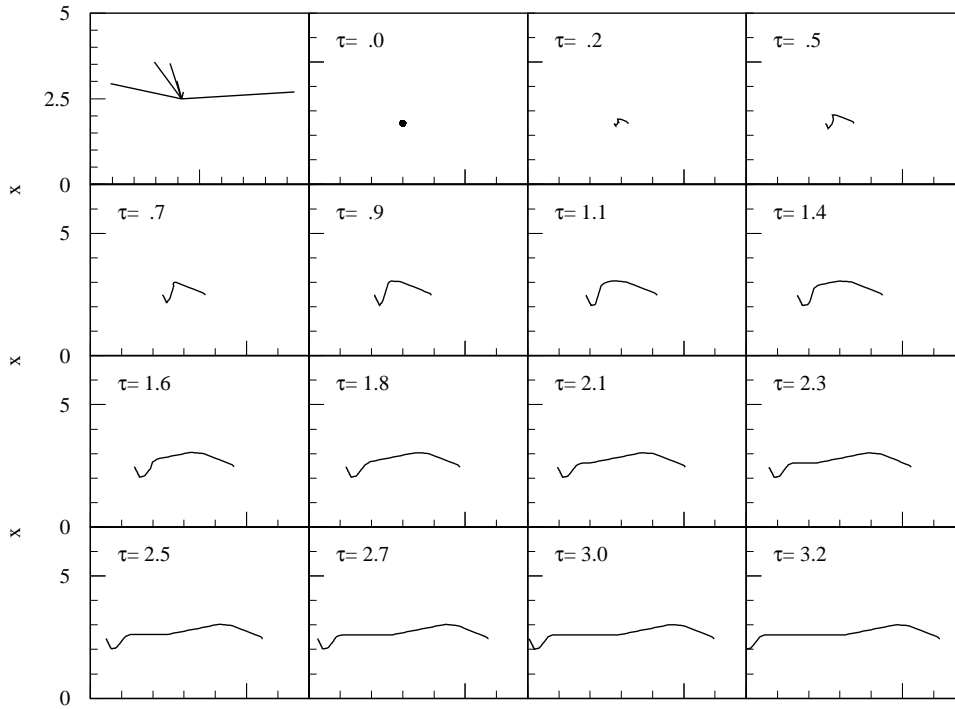 5
τ= .0
τ= .2
τ= .5
2.5
0
x
τ= .7
τ= .9
τ= 1.1
τ= 1.4
5
0
x
τ= 1.6
τ= 1.8
τ= 2.1
τ= 2.3
5
0
x
τ= 2.5
τ= 2.7
τ= 3.0
τ= 3.2
5
0